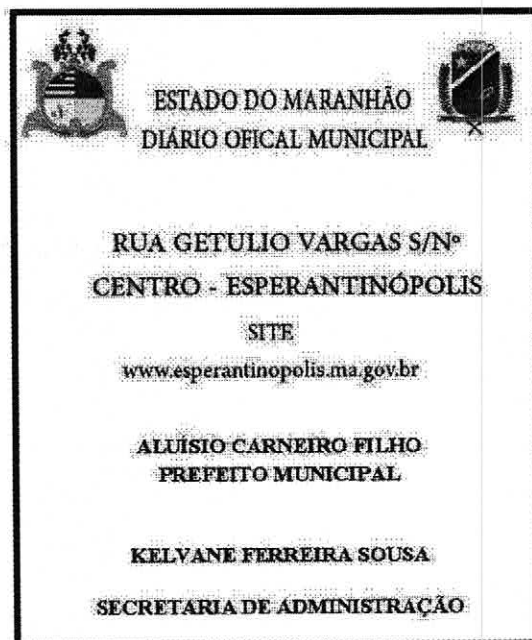 ESTADO DO MARANHÃO
DIÁRIO OFICAL MUNICIPAL
RUA GETULIO VARGAS S/Nº
CENTRO - ESPERANTINÓPOLIS
SITE
www.esperantinopolis.ma.gov.br
ALUÍSIO CARNEIRO FILHO
PREFEITO MUNICIPAL
KELVANE FERREIRA SOUSA
SECRETARIA DE ADMINISTRAÇÃO